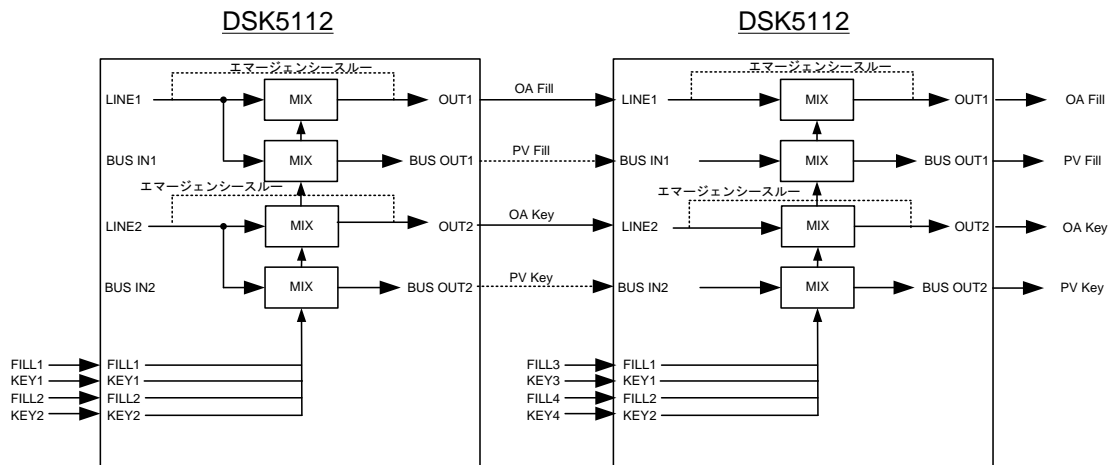 DSK5112
DSK5112
エマージェンシースルー
LINE1
MIX
OUT1
BUS IN1
MIX
BUS OUT1
エマージェンシースルー
LINE2
MIX
OUT2
BUS IN2
MIX
BUS OUT2
FILL1
FILL1
KEY1
KEY1
FILL2
FILL2
KEY2
KEY2
OA Fill
PV Fill
OA Key
PV Key
エマージェンシースルー
LINE1
MIX
OUT1
OA Fill
BUS IN1
MIX
BUS OUT1
PV Fill
エマージェンシースルー
LINE2
MIX
OUT2
OA Key
BUS IN2
MIX
BUS OUT2
PV Key
FILL3
FILL1
KEY3
KEY1
FILL4
FILL2
KEY4
KEY2